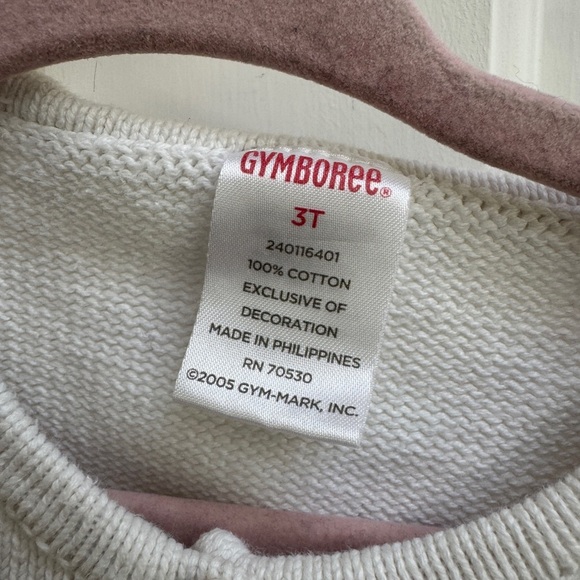 GYMBOREE®
3T
240116401
100% COTTON
EXCLUSIVE OF
DECORATION
MADE IN PHILIPPINES
RN 70530
©2005 GYM-MARK, INC.